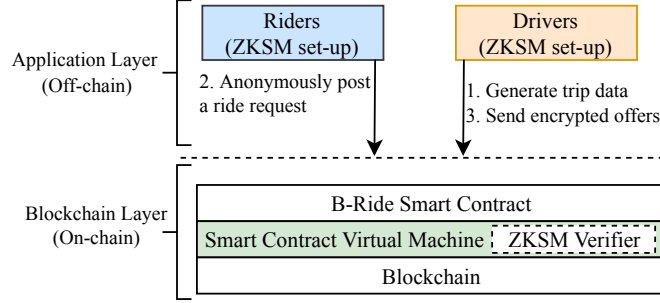 Application Layer
(Off-chain)
Riders
(ZKSM set-up)
Drivers
(ZKSM set-up)
2. Anonymously post
a ride request
1. Generate trip data
3. Send encrypted offers
Blockchain Layer
(On-chain)
B-Ride Smart Contract
Smart Contract Virtual Machine
ZKSM Verifier
Blockchain